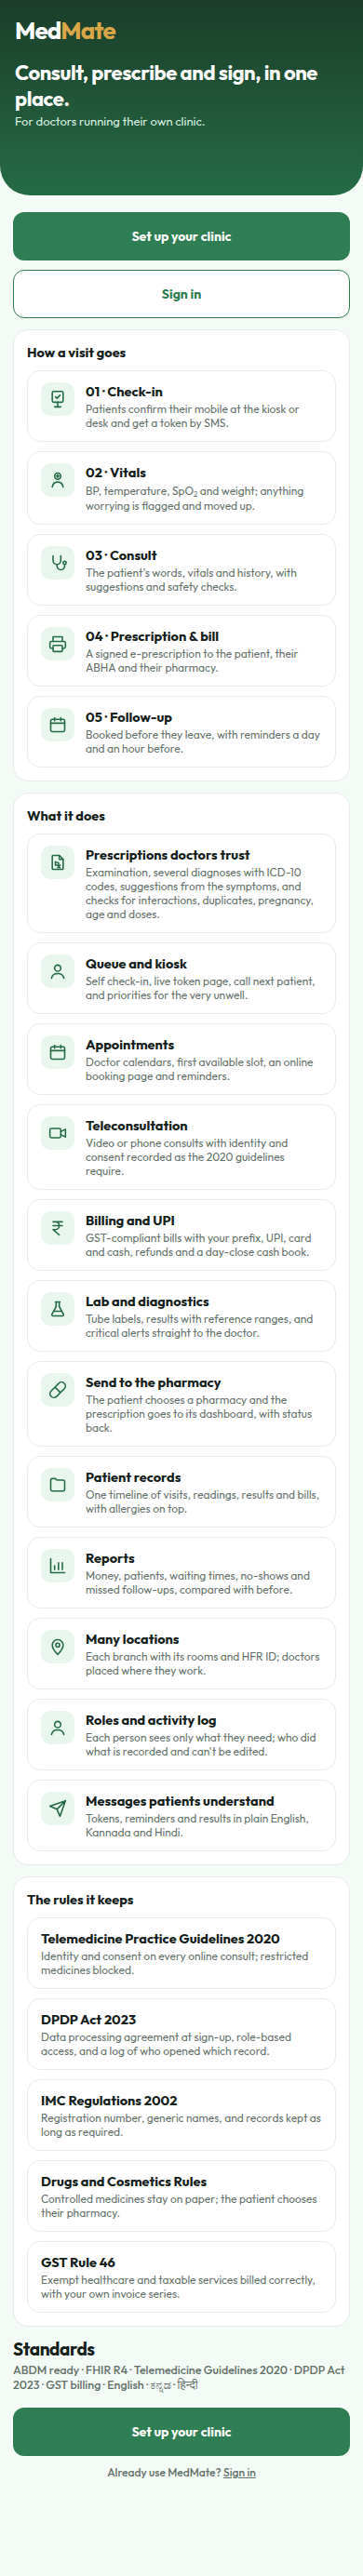 MedMate
Consult, prescribe and sign, in one
place.
For doctors running their own clinic.
Set up your clinic
Sign in
How a visit goes
01 · Check-in
Patients confirm their mobile at the kiosk or
desk and get a token by SMS.
02 · Vitals
BP, temperature, SpO₂ and weight; anything
worrying is flagged and moved up.
03 · Consult
The patient's words, vitals and history, with
suggestions and safety checks.
04 · Prescription & bill
A signed e-prescription to the patient, their
ABHA and their pharmacy.
05 · Follow-up
Booked before they leave, with reminders a day
and an hour before.
What it does
Prescriptions doctors trust
Examination, several diagnoses with ICD-10
codes, suggestions from the symptoms, and
checks for interactions, duplicates, pregnancy,
age and doses.
Queue and kiosk
Self check-in, live token page, call next patient,
and priorities for the very unwell.
Appointments
Doctor calendars, first available slot, an online
booking page and reminders.
Teleconsultation
Video or phone consults with identity and
consent recorded as the 2020 guidelines
require.
Billing and UPI
GST-compliant bills with your prefix, UPI, card
and cash, refunds and a day-close cash book.
Lab and diagnostics
Tube labels, results with reference ranges, and
critical alerts straight to the doctor.
Send to the pharmacy
The patient chooses a pharmacy and the
prescription goes to its dashboard, with status
back.
Patient records
One timeline of visits, readings, results and bills,
with allergies on top.
Reports
Money, patients, waiting times, no-shows and
missed follow-ups, compared with before.
Many locations
Each branch with its rooms and HFR ID; doctors
placed where they work.
Roles and activity log
Each person sees only what they need; who did
what is recorded and can't be edited.
Messages patients understand
Tokens, reminders and results in plain English,
Kannada and Hindi.
The rules it keeps
Telemedicine Practice Guidelines 2020
Identity and consent on every online consult; restricted
medicines blocked.
DPDP Act 2023
Data processing agreement at sign-up, role-based
access, and a log of who opened which record.
IMC Regulations 2002
Registration number, generic names, and records kept as
long as required.
Drugs and Cosmetics Rules
Controlled medicines stay on paper; the patient chooses
their pharmacy.
GST Rule 46
Exempt healthcare and taxable services billed correctly,
with your own invoice series.
Standards
ABDM ready · FHIR R4 · Telemedicine Guidelines 2020 · DPDP Act
2023 · GST billing · English · ಕನ್ನಡ · हिन्दी
Set up your clinic
Already use MedMate? Sign in